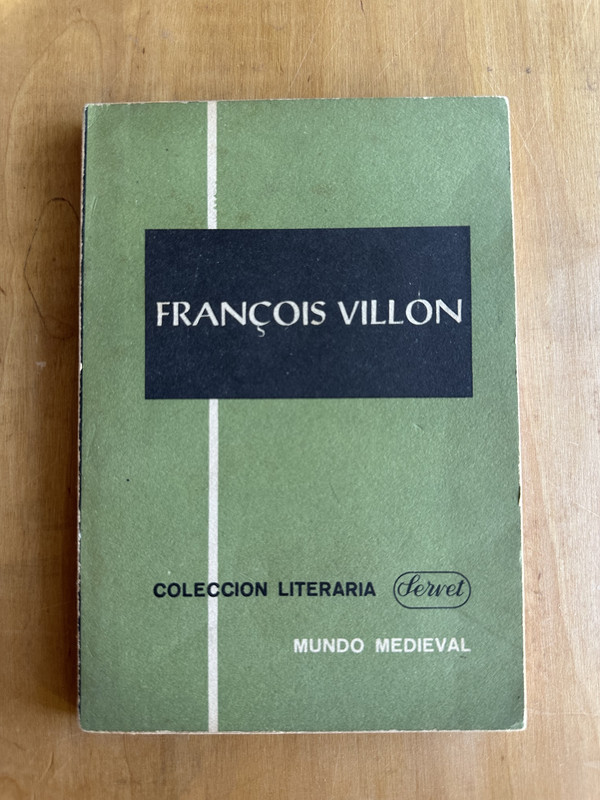 FRANÇOIS VILLON
COLECCION LITERARIA Servet
MUNDO MEDIEVAL